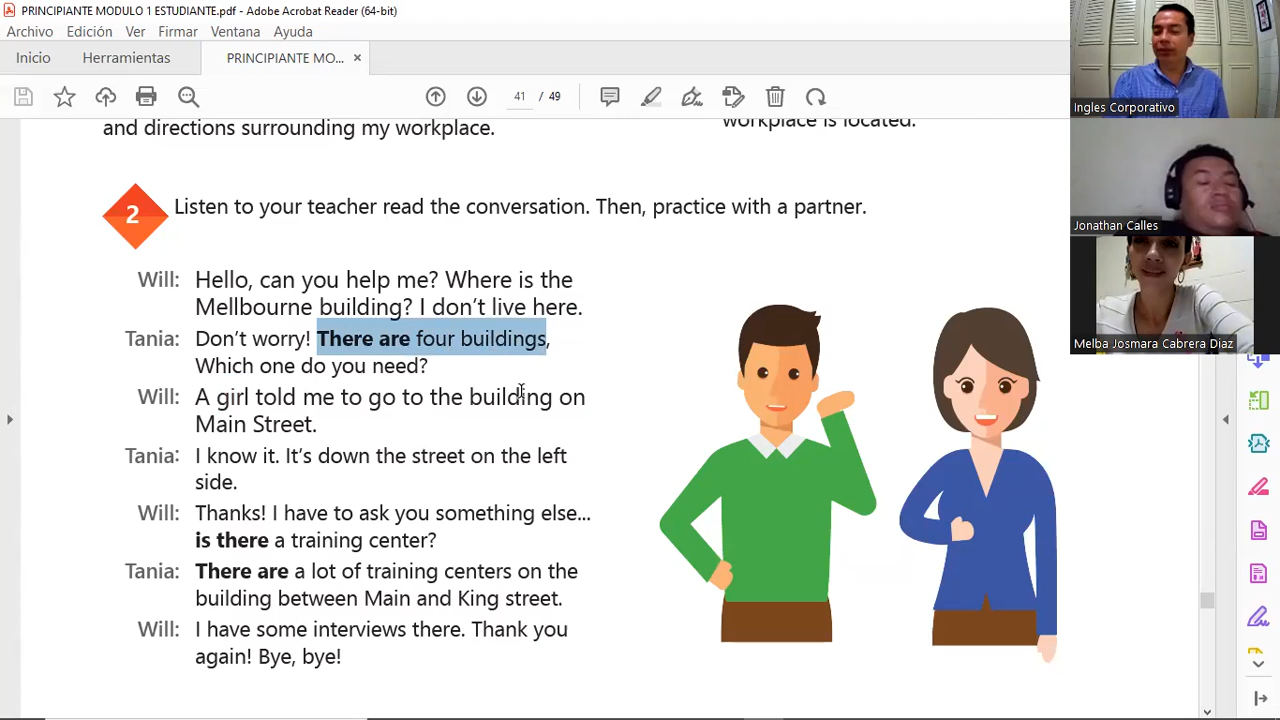 PRINCIPIANTE MODULO 1 ESTUDIANTE.pdf - Adobe Acrobat Reader (64-bit)
Archivo Edición Ver Firmar Ventana Ayuda
Inicio Herramientas PRINCIPIANTE MO... ×
41 / 49
and directions surrounding my workplace.
workplace is located.
2 Listen to your teacher read the conversation. Then, practice with a partner.
Will: Hello, can you help me? Where is the
Mellbourne building? I don't live here.
Tania: Don't worry! There are four buildings,
Which one do you need?
Will: A girl told me to go to the building on
Main Street.
Tania: I know it. It's down the street on the left
side.
Will: Thanks! I have to ask you something else...
is there a training center?
Tania: There are a lot of training centers on the
building between Main and King street.
Will: I have some interviews there. Thank you
again! Bye, bye!
Ingles Corporativo
Jonathan Calles
Melba Josmara Cabrera Diaz